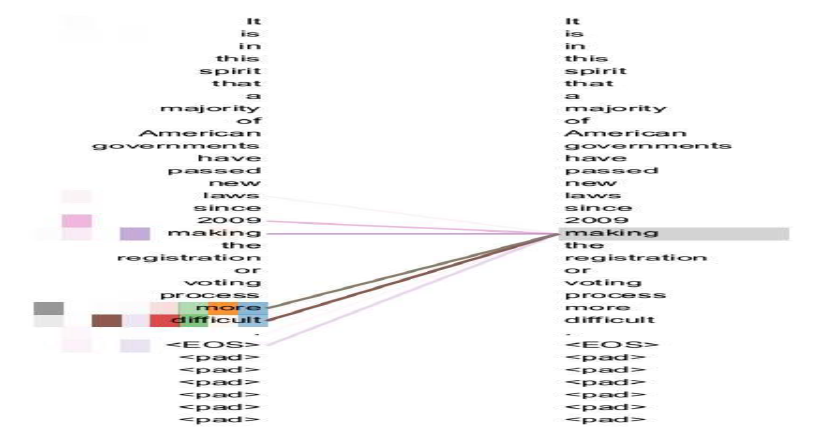 It
is
in
this
spirit
that
a
majority
of
American
governments
have
passed
new
laws
since
2009
making
the
registration
or
voting
process
more
difficult
.
<EOS>
<pad>
<pad>
<pad>
<pad>
<pad>
<pad>
It
is
in
this
spirit
that
a
majority
of
American
governments
have
passed
new
laws
since
2009
making
the
registration
or
voting
process
more
difficult
.
<EOS>
<pad>
<pad>
<pad>
<pad>
<pad>
<pad>